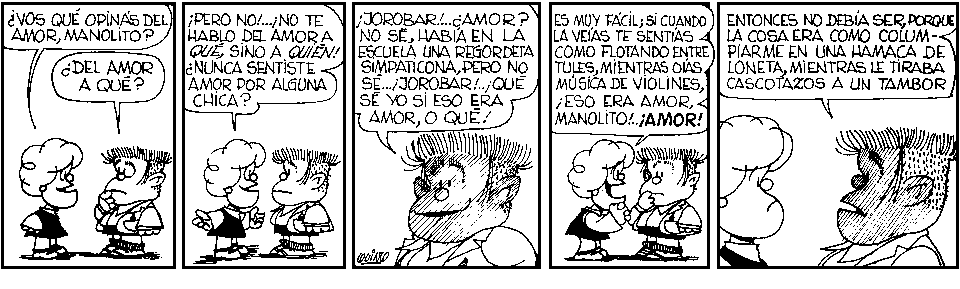 ¿VOS QUÉ OPINÁS DEL
AMOR, MANOLITO?
¿DEL AMOR
A QUÉ?
¡PERO NO!...¡NO TE
HABLO DEL AMOR A
QUÉ, SINO A QUIÉN!
¿NUNCA SENTISTE
AMOR POR ALGUNA
CHICA?
¡JOROBAR!...¿AMOR?
NO SÉ, HABÍA EN LA
ESCUELA UNA REGORDETA
SIMPATICONA, PERO NO
SÉ...¡JOROBAR!..¡QUÉ
SÉ YO SI ESO ERA
AMOR, O QUÉ!
QUINO
ES MUY FÁCIL; SI CUANDO
LA VEÍAS TE SENTÍAS
COMO FLOTANDO ENTRE
TULES, MIENTRAS OÍAS
MÚSICA DE VIOLINES,
¡ESO ERA AMOR,
MANOLITO!..¡AMOR!
ENTONCES NO DEBÍA SER, PORQUE
LA COSA ERA COMO COLUM-
PIARME EN UNA HAMACA DE
LONETA, MIENTRAS LE TIRABA
CASCOTAZOS A UN TAMBOR